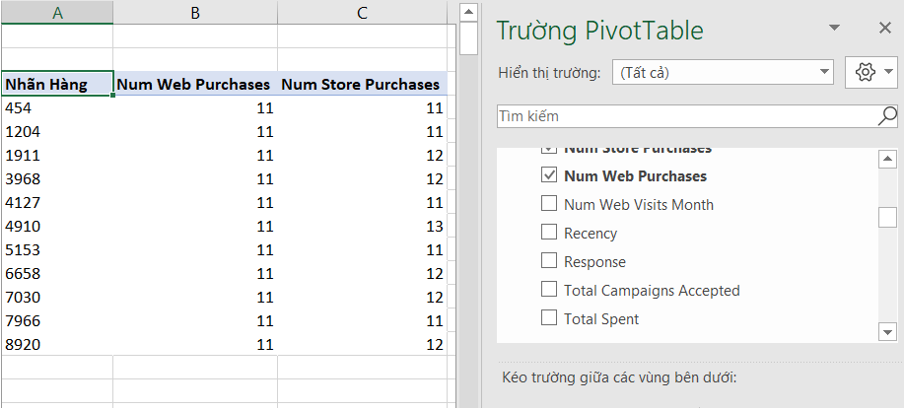 A B C
Nhãn Hàng Num Web Purchases Num Store Purchases
454 11 11
1204 11 11
1911 11 12
3968 11 12
4127 11 11
4910 11 13
5153 11 11
6658 11 12
7030 11 12
7966 11 11
8920 11 12
Trường PivotTable
Hiển thị trường: (Tất cả)
Tìm kiếm
Num Store Purchases
Num Web Purchases
Num Web Visits Month
Recency
Response
Total Campaigns Accepted
Total Spent
Kéo trường giữa các vùng bên dưới: